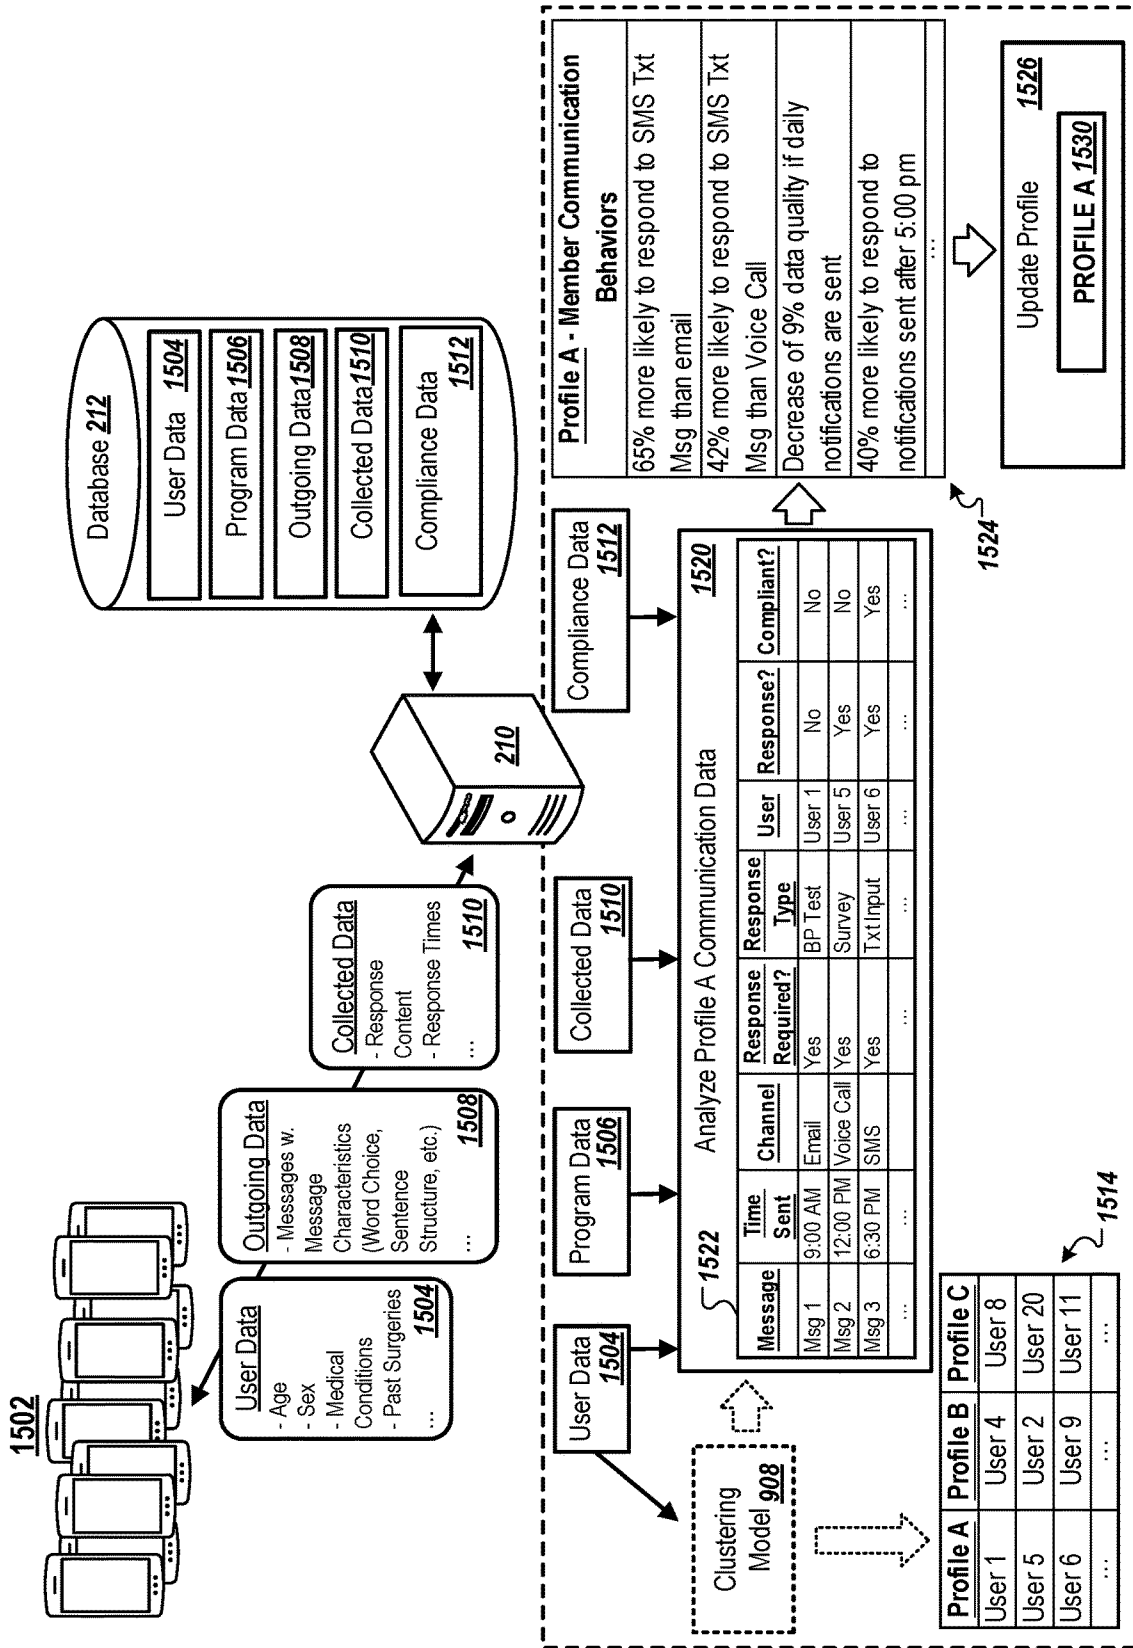 1502
User Data
- Age
- Sex
- Medical
Conditions
- Past Surgeries
...
1504
Outgoing Data
- Messages w.
Message
Characteristics
(Word Choice,
Sentence
Structure, etc.)
...
1508
Collected Data
- Response
Content
- Response Times
...
1510
210
Database 212
User Data 1504
Program Data 1506
Outgoing Data 1508
Collected Data 1510
Compliance Data
1512
User Data
1504
Program Data
1506
Collected Data
1510
Compliance Data
1512
Clustering
Model 908
Profile A Profile B Profile C
User 1 User 4 User 8
User 5 User 2 User 20
User 6 User 9 User 11
... ... ...
1514
1522
Analyze Profile A Communication Data
1520
Message Time Sent Channel Response Required? Response Type User Response? Compliant?
Msg 1 9:00 AM Email Yes BP Test User 1 No No
Msg 2 12:00 PM Voice Call Yes Survey User 5 Yes No
Msg 3 6:30 PM SMS Yes Txt Input User 6 Yes Yes
... ... ... ... ... ... ...
Profile A - Member Communication
Behaviors
65% more likely to respond to SMS Txt
Msg than email
42% more likely to respond to SMS Txt
Msg than Voice Call
Decrease of 9% data quality if daily
notifications are sent
40% more likely to respond to
notifications sent after 5:00 pm
...
1524
Update Profile
1526
PROFILE A 1530